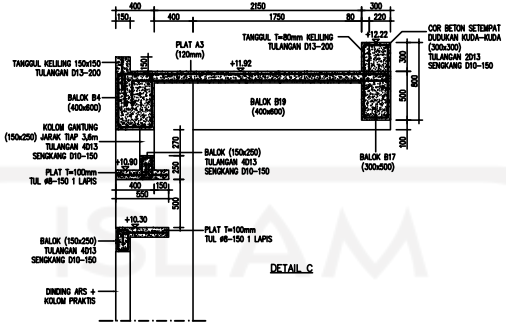 400
2150
300
150
400
1750
80
220
TANGGUL T=80mm KELILING
TULANGAN D13-200
COR BETON SETEMPAT
DUDUKAN KUDA-KUDA
(300x300)
TULANGAN 2D13
SENGKANG D10-150
PLAT A3
(120mm)
+12.22
TANGGUL KELILING 150x150
TULANGAN D13-200
150
+11.92
300
500
800
100
BALOK B4
(400x600)
BALOK B19
(400x600)
KOLOM GANTUNG
(150x250) JARAK TIAP 3,6m
TULANGAN 4D13
SENGKANG D10-150
270
250
500
BALOK (150x250)
TULANGAN 4D13
SENGKANG D10-150
BALOK B17
(300x500)
+10.90
PLAT T=100mm
TUL ø8-150 1 LAPIS
400
150
550
+10.30
PLAT T=100mm
TUL ø8-150 1 LAPIS
BALOK (150x250)
TULANGAN 4D13
SENGKANG D10-150
DETAIL C
DINDING ARS +
KOLOM PRAKTIS
ISLAM